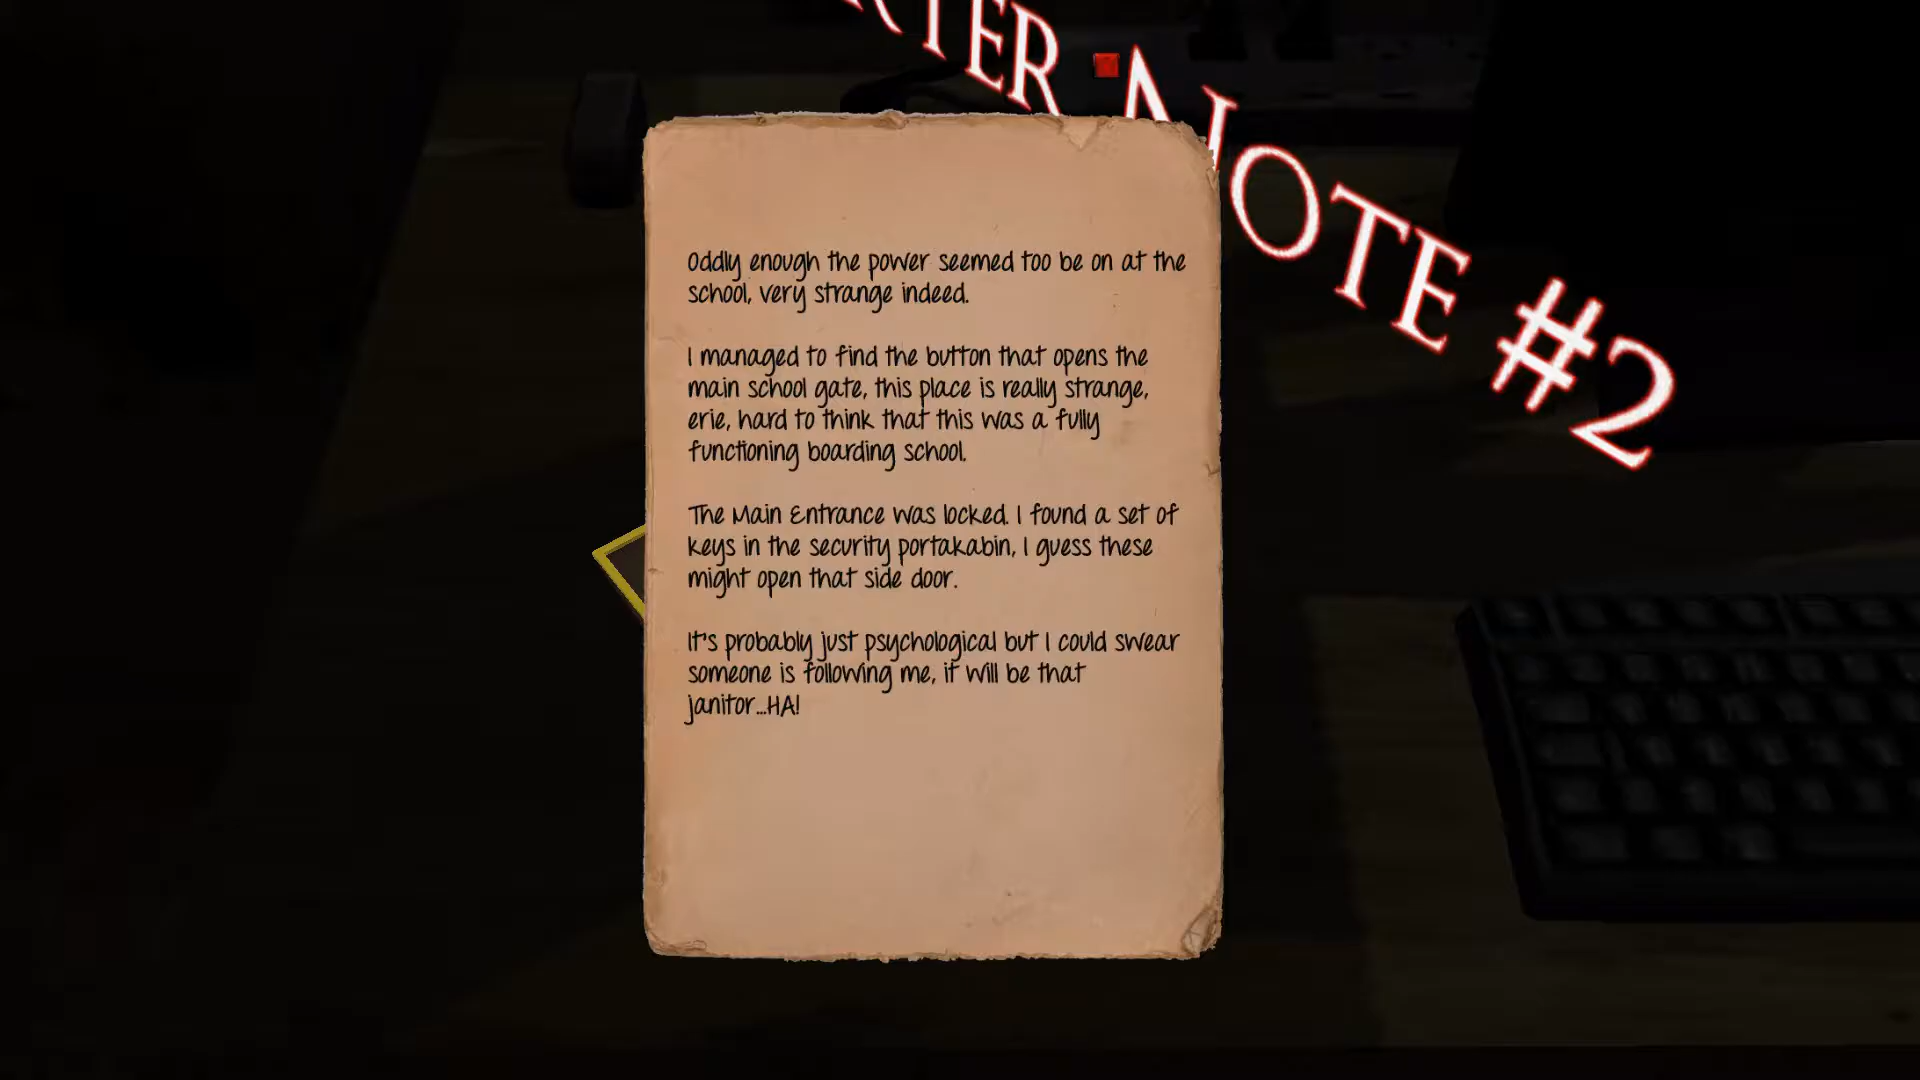 RTER NOTE #2
Oddly enough the power seemed too be on at the
school, very strange indeed.
I managed to find the button that opens the
main school gate, this place is really strange,
erie, hard to think that this was a fully
functioning boarding school.
The Main Entrance was locked. I found a set of
keys in the security portakabin, I guess these
might open that side door.
It's probably just psychological but I could swear
someone is following me, it will be that
janitor...HA!